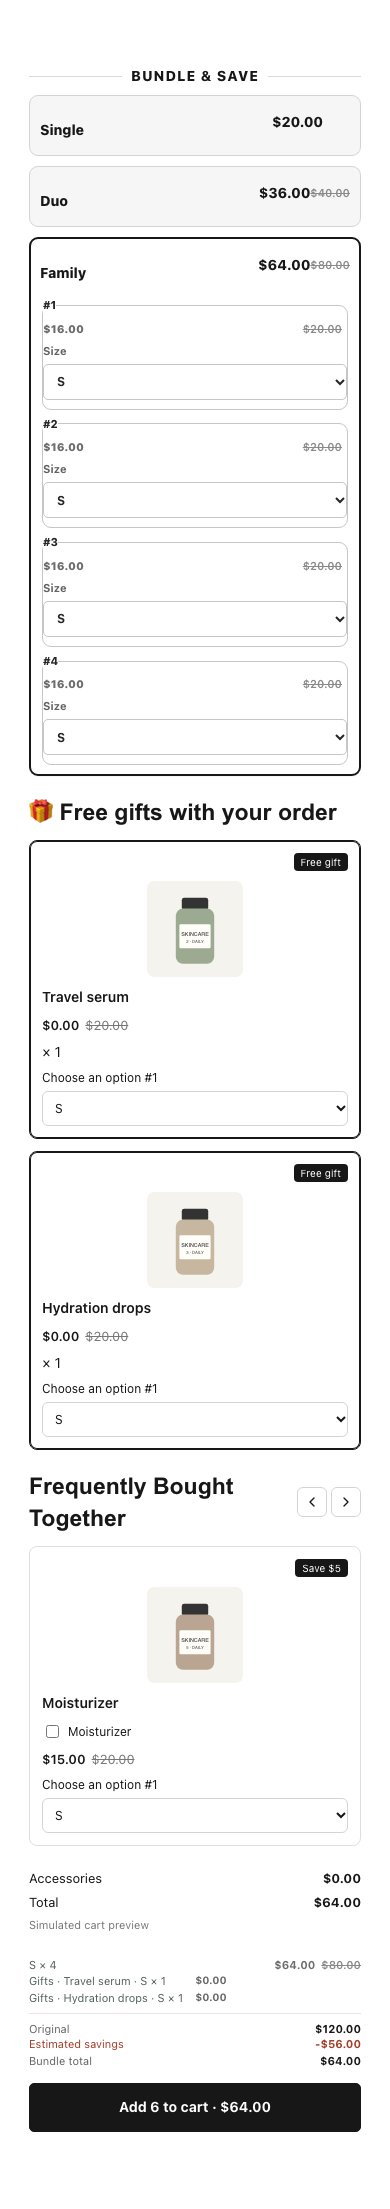 BUNDLE & SAVE
Single $20.00
Duo $36.00 $40.00
Family $64.00 $80.00
#1
$16.00 $20.00
Size
S
#2
$16.00 $20.00
Size
S
#3
$16.00 $20.00
Size
S
#4
$16.00 $20.00
Size
S
🎁 Free gifts with your order
Free gift
SKINCARE
Travel serum
$0.00 $20.00
× 1
Choose an option #1
S
Free gift
SKINCARE
Hydration drops
$0.00 $20.00
× 1
Choose an option #1
S
Frequently Bought
Together
Save $5
SKINCARE
Moisturizer
Moisturizer
$15.00 $20.00
Choose an option #1
S
Accessories $0.00
Total $64.00
Simulated cart preview
S × 4 $64.00 $80.00
Gifts · Travel serum · S × 1 $0.00
Gifts · Hydration drops · S × 1 $0.00
Original $120.00
Estimated savings -$56.00
Bundle total $64.00
Add 6 to cart · $64.00